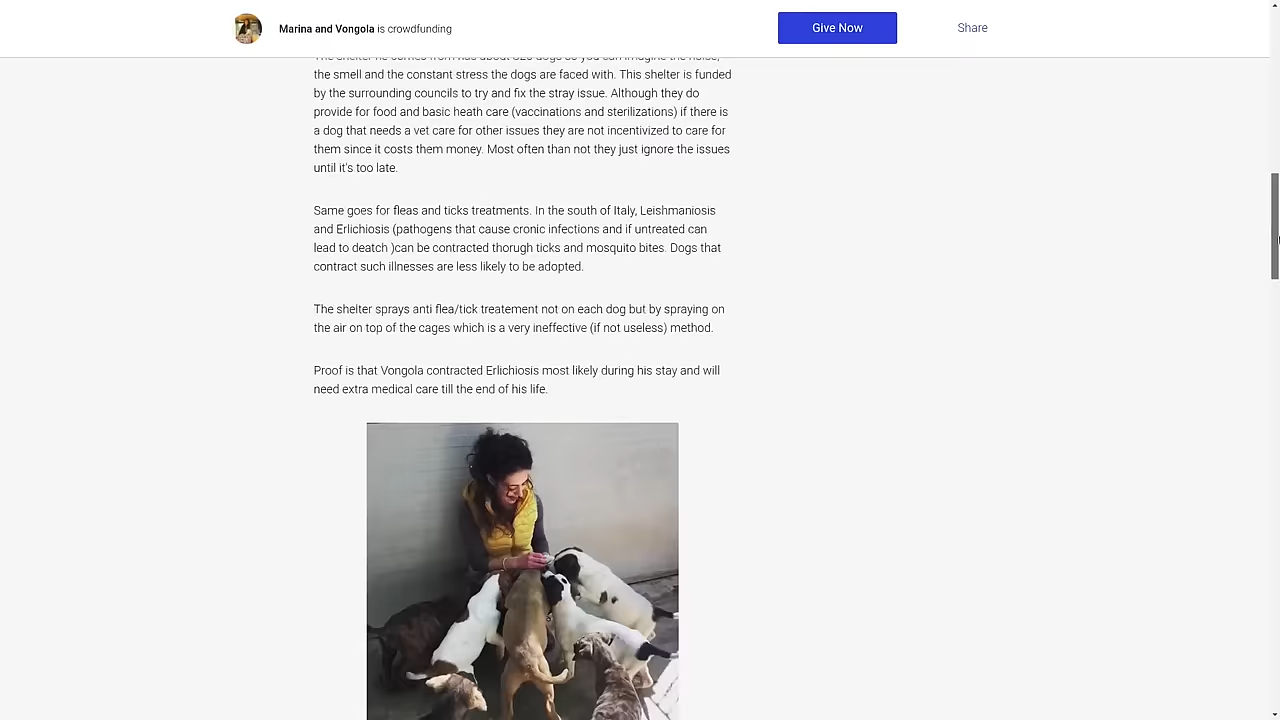 Marina and Vongola is crowdfunding
Give Now
Share
the smell and the constant stress the dogs are faced with. This shelter is funded
by the surrounding councils to try and fix the stray issue. Although they do
provide for food and basic heath care (vaccinations and sterilizations) if there is
a dog that needs a vet care for other issues they are not incentivized to care for
them since it costs them money. Most often than not they just ignore the issues
until it's too late.
Same goes for fleas and ticks treatments. In the south of Italy, Leishmaniosis
and Erlichiosis (pathogens that cause cronic infections and if untreated can
lead to deatch )can be contracted thorugh ticks and mosquito bites. Dogs that
contract such illnesses are less likely to be adopted.
The shelter sprays anti flea/tick treatement not on each dog but by spraying on
the air on top of the cages which is a very ineffective (if not useless) method.
Proof is that Vongola contracted Erlichiosis most likely during his stay and will
need extra medical care till the end of his life.